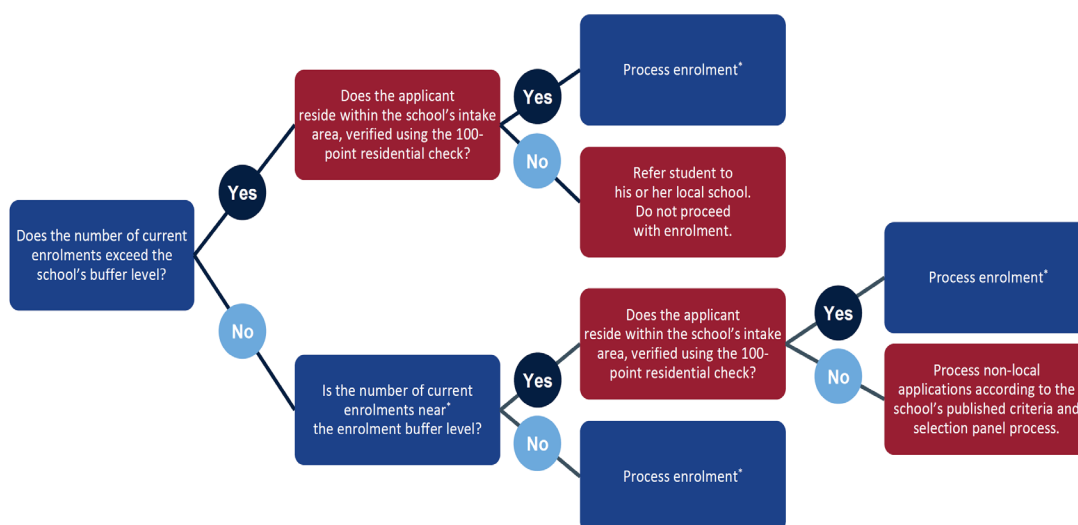 Does the number of current
enrolments exceed the
school's buffer level?
Yes
Does the applicant
reside within the school's intake
area, verified using the 100-
point residential check?
Yes
Process enrolment*
No
Refer student to
his or her local school.
Do not proceed
with enrolment.
No
Is the number of current
enrolments near*
the enrolment buffer level?
Yes
Does the applicant
reside within the school's intake
area, verified using the 100-
point residential check?
Yes
Process enrolment*
No
Process non-local
applications according to the
school's published criteria and
selection panel process.
No
Process enrolment*